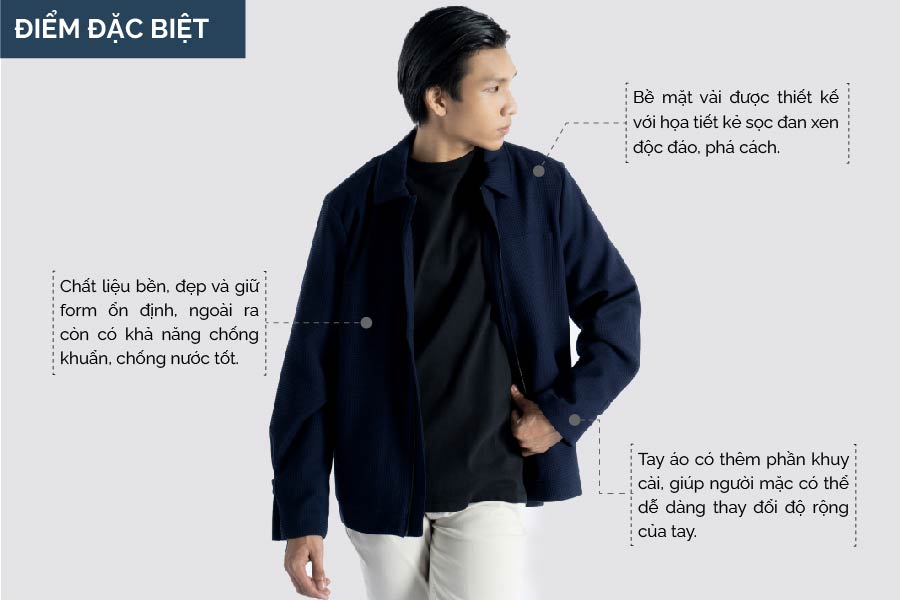 ĐIỂM ĐẶC BIỆT
Bề mặt vải được thiết kế
với họa tiết kẻ sọc đan xen
độc đáo, phá cách.
Chất liệu bền, đẹp và giữ
form ổn định, ngoài ra
còn có khả năng chống
khuẩn, chống nước tốt.
Tay áo có thêm phần khuy
cài, giúp người mặc có thể
dễ dàng thay đổi độ rộng
của tay.